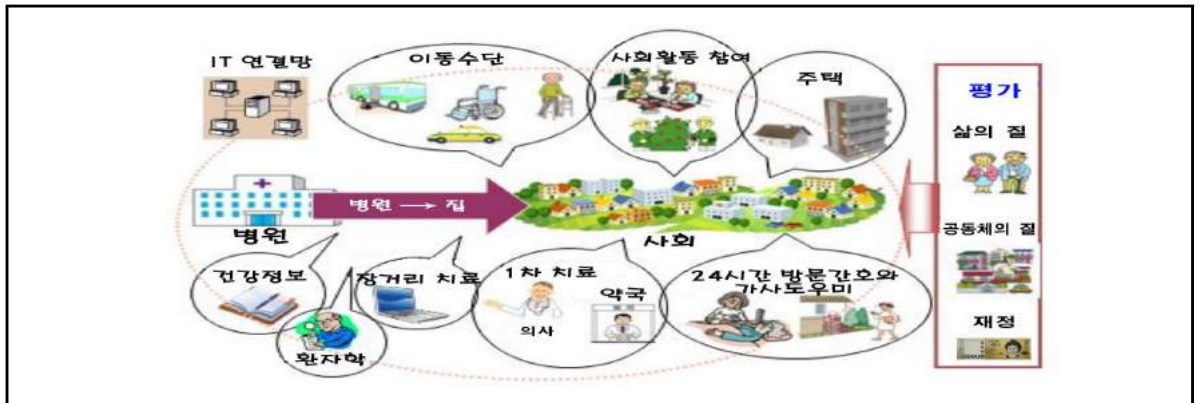 IT 연결망
이동수단
사회활동 참여
주택
평가
삶의 질
병원 → 집
병원
사회
공동체의 질
건강정보
장거리 치료
1차 치료
약국
의사
24시간 방문간호와
가사도우미
환자학
재정